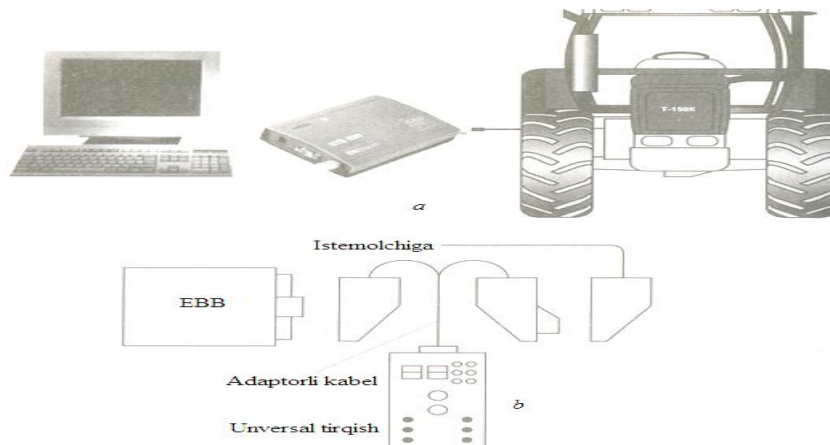 T-150K
a
Istemolchiga
EBB
Adaptorli kabel
b
Unversal tirqish